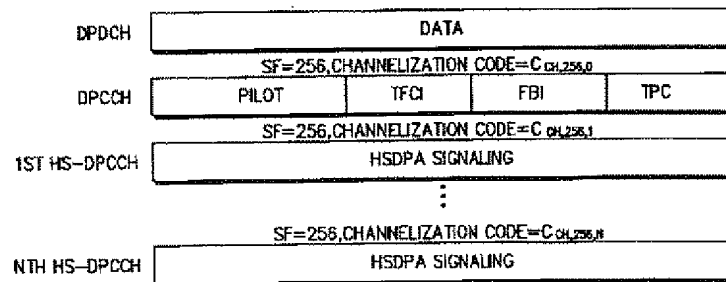 DPDCH DATA
SF=256,CHANNELIZATION CODE=C CH,256,0
DPCCH PILOT TFCI FBI TPC
SF=256,CHANNELIZATION CODE=C CH,256,1
1ST HS-DPCCH HSDPA SIGNALING
SF=256,CHANNELIZATION CODE=C CH,256,N
NTH HS-DPCCH HSDPA SIGNALING